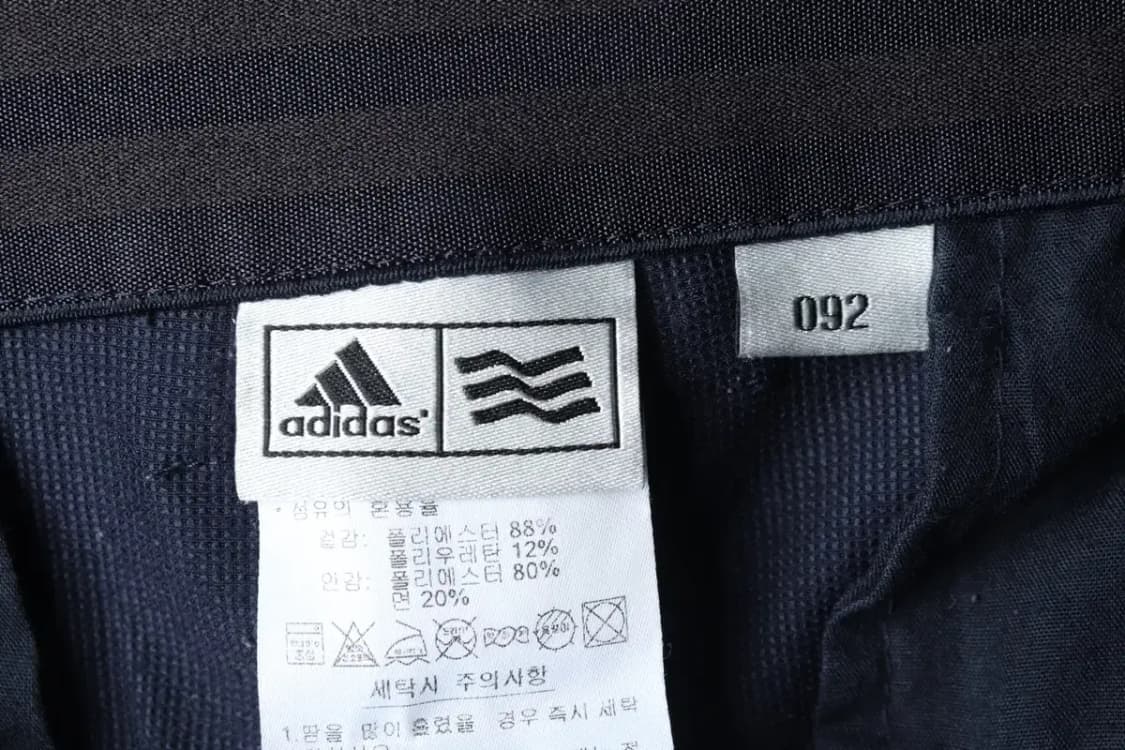 092
adidas
섬유의 혼용율
겉감: 폴리에스터 88%
폴리우레탄 12%
안감: 폴리에스터 80%
면 20%
세탁시 주의사항
1.땀을 많이 흘렸을 경우 즉시 세탁